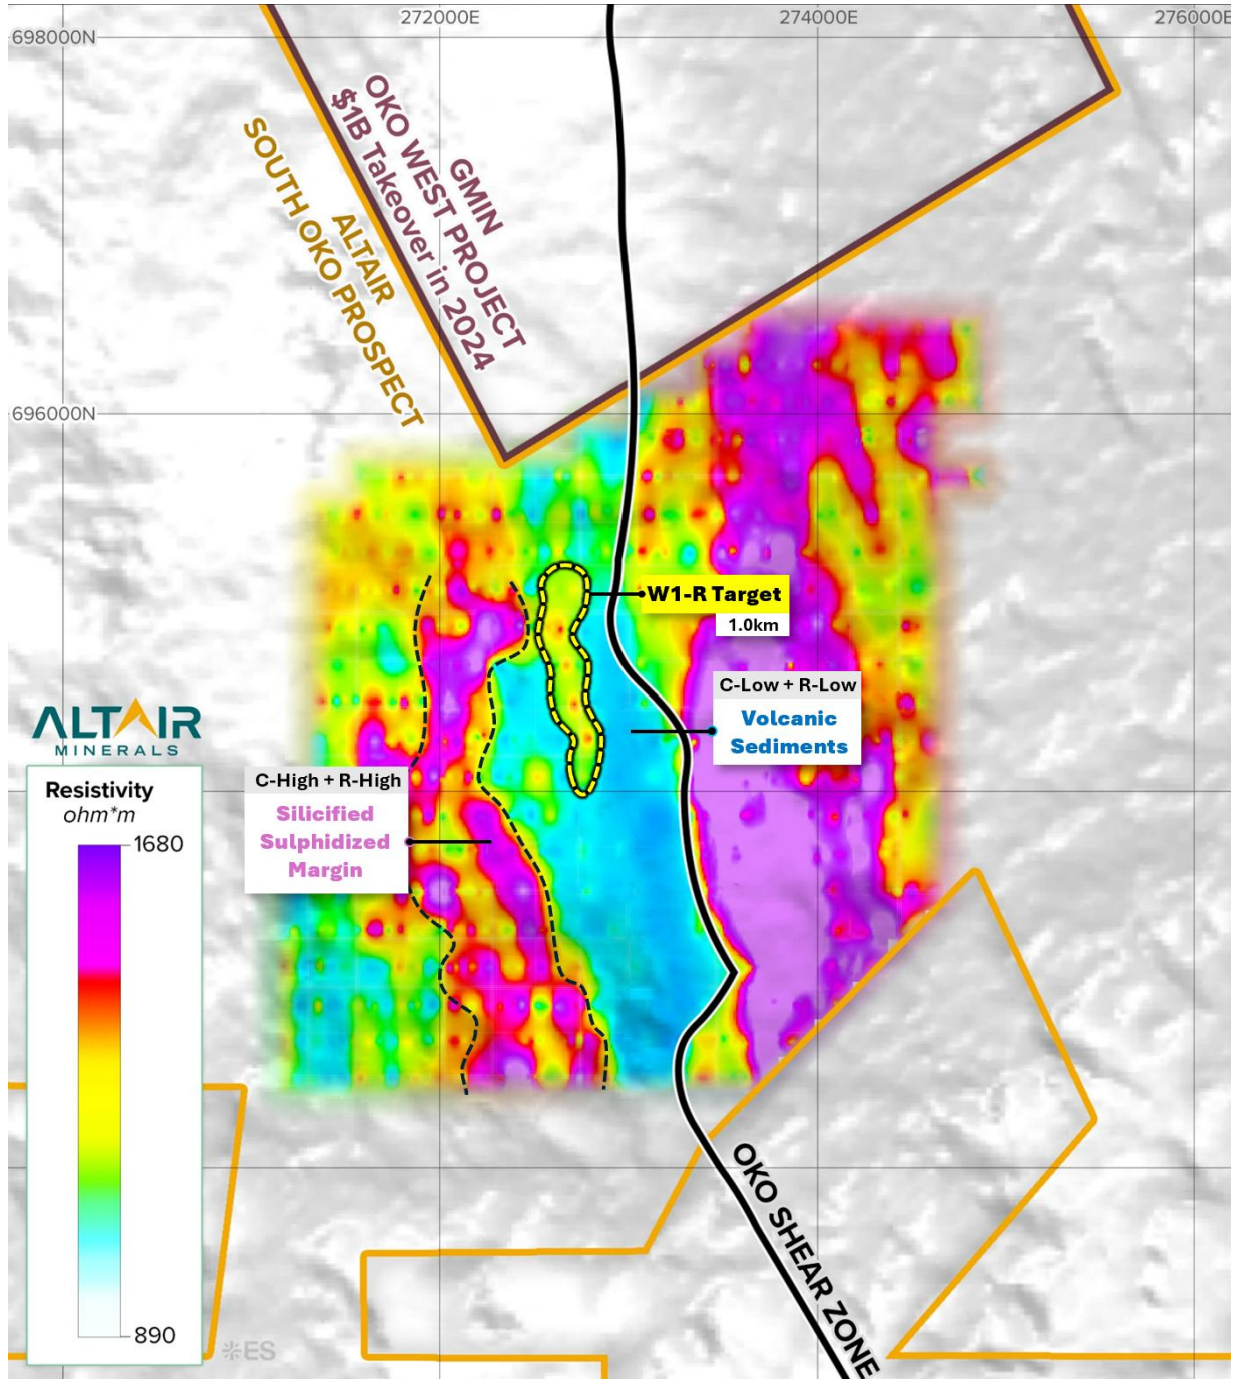 272000E
274000E
276000E
698000N
GMIN
OKO WEST PROJECT
$1B Takeover in 2024
ALTAIR
SOUTH OKO PROSPECT
696000N
W1-R Target
1.0km
C-Low + R-Low
Volcanic
Sediments
ALTAIR
MINERALS
Resistivity
ohm*m
1680
890
C-High + R-High
Silicified
Sulphidized
Margin
OKO SHEAR ZONE
ES